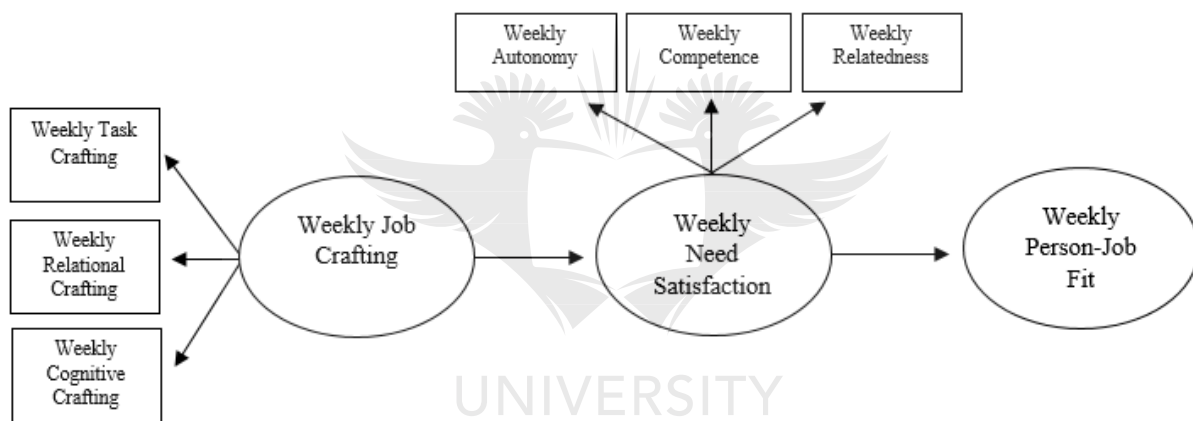 Weekly
Autonomy
Weekly
Competence
Weekly
Relatedness
Weekly Task
Crafting
Weekly
Relational
Crafting
Weekly
Cognitive
Crafting
Weekly Job
Crafting
Weekly
Need
Satisfaction
Weekly
Person-Job
Fit
UNIVERSITY